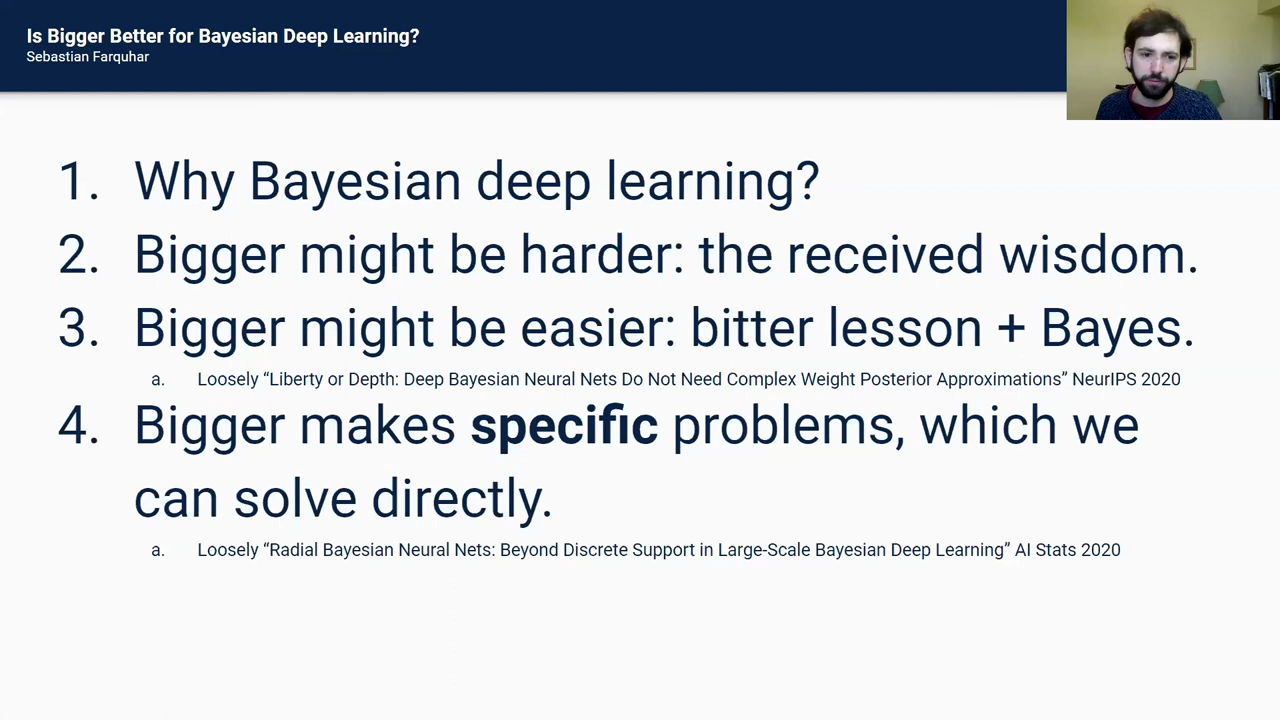 Is Bigger Better for Bayesian Deep Learning?
Sebastian Farquhar
1. Why Bayesian deep learning?
2. Bigger might be harder: the received wisdom.
3. Bigger might be easier: bitter lesson + Bayes.
a. Loosely “Liberty or Depth: Deep Bayesian Neural Nets Do Not Need Complex Weight Posterior Approximations” NeurIPS 2020
4. Bigger makes specific problems, which we
can solve directly.
a. Loosely “Radial Bayesian Neural Nets: Beyond Discrete Support in Large-Scale Bayesian Deep Learning” AI Stats 2020